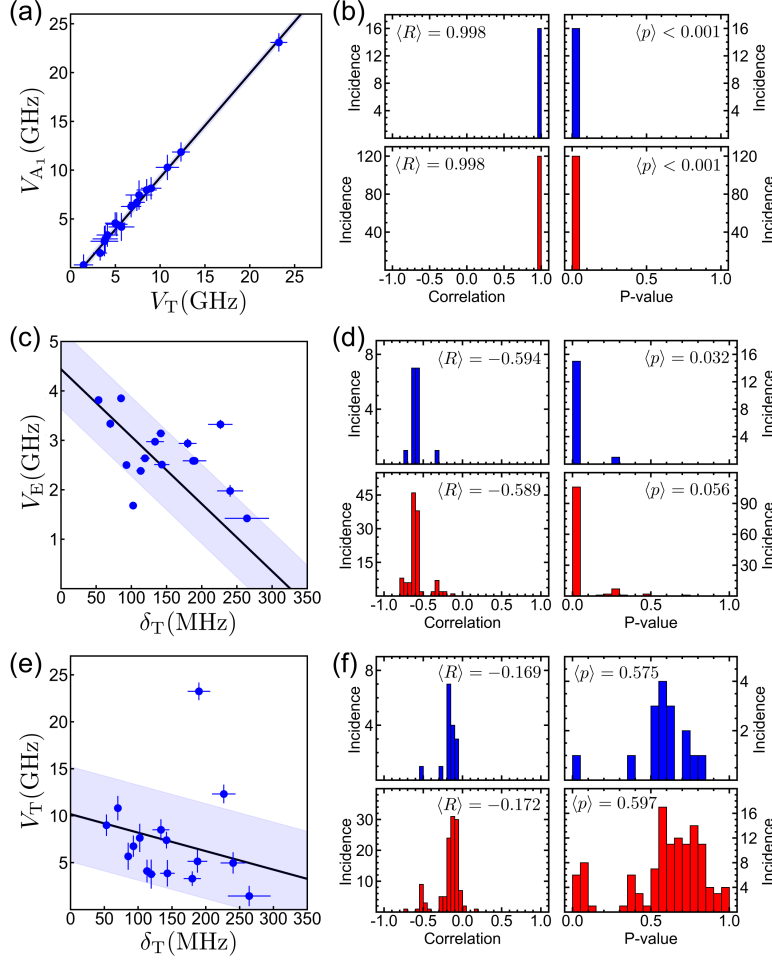 (a)
25
20
15
10
5
0
5
10
15
20
25
V_A1 (GHz)
V_T (GHz)
(b)
⟨R⟩ = 0.998
⟨p⟩ < 0.001
16
12
8
4
Incidence
16
12
8
4
Incidence
⟨R⟩ = 0.998
⟨p⟩ < 0.001
120
80
40
Incidence
120
80
40
Incidence
-1.0
-0.5
-0.0
0.5
1.0
Correlation
0.0
0.5
1.0
P-value
(c)
5
4
3
2
1
V_E (GHz)
0
50
100
150
200
250
300
350
δ_T (MHz)
(d)
⟨R⟩ = −0.594
⟨p⟩ = 0.032
8
4
Incidence
16
12
8
4
Incidence
⟨R⟩ = −0.589
⟨p⟩ = 0.056
45
30
15
Incidence
90
60
30
Incidence
-1.0
-0.5
-0.0
0.5
1.0
Correlation
0.0
0.5
1.0
P-value
(e)
25
20
15
10
5
V_T (GHz)
0
50
100
150
200
250
300
350
δ_T (MHz)
(f)
⟨R⟩ = −0.169
⟨p⟩ = 0.575
8
4
Incidence
4
2
Incidence
⟨R⟩ = −0.172
⟨p⟩ = 0.597
30
20
10
Incidence
16
12
8
4
Incidence
-1.0
-0.5
-0.0
0.5
1.0
Correlation
0.0
0.5
1.0
P-value